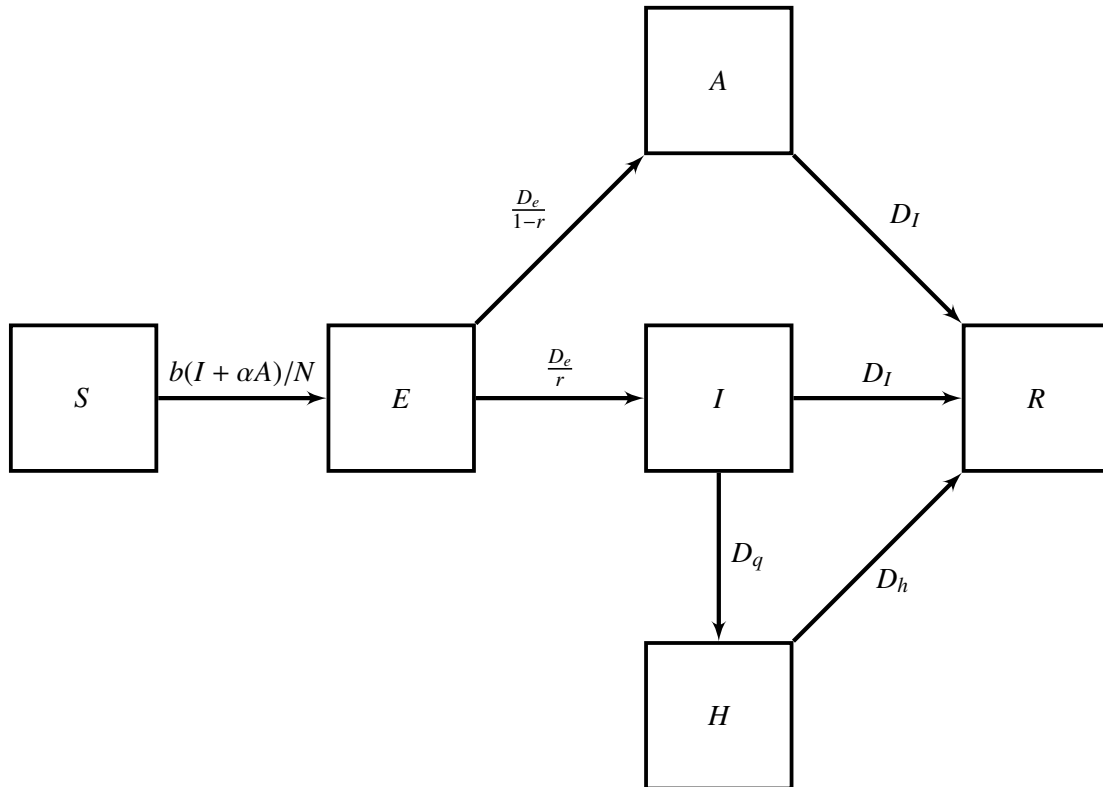 A
D_e/(1−r)
D_I
S
b(I + αA)/N
E
D_e/r
I
D_I
R
D_q
D_h
H